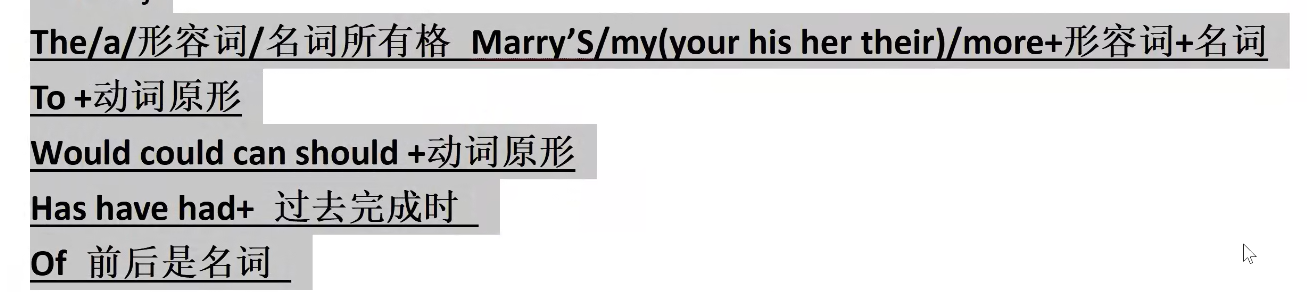 The/a/形容词/名词所有格 Marry’S/my(your his her their)/more+形容词+名词
To +动词原形
Would could can should +动词原形
Has have had+ 过去完成时
Of 前后是名词